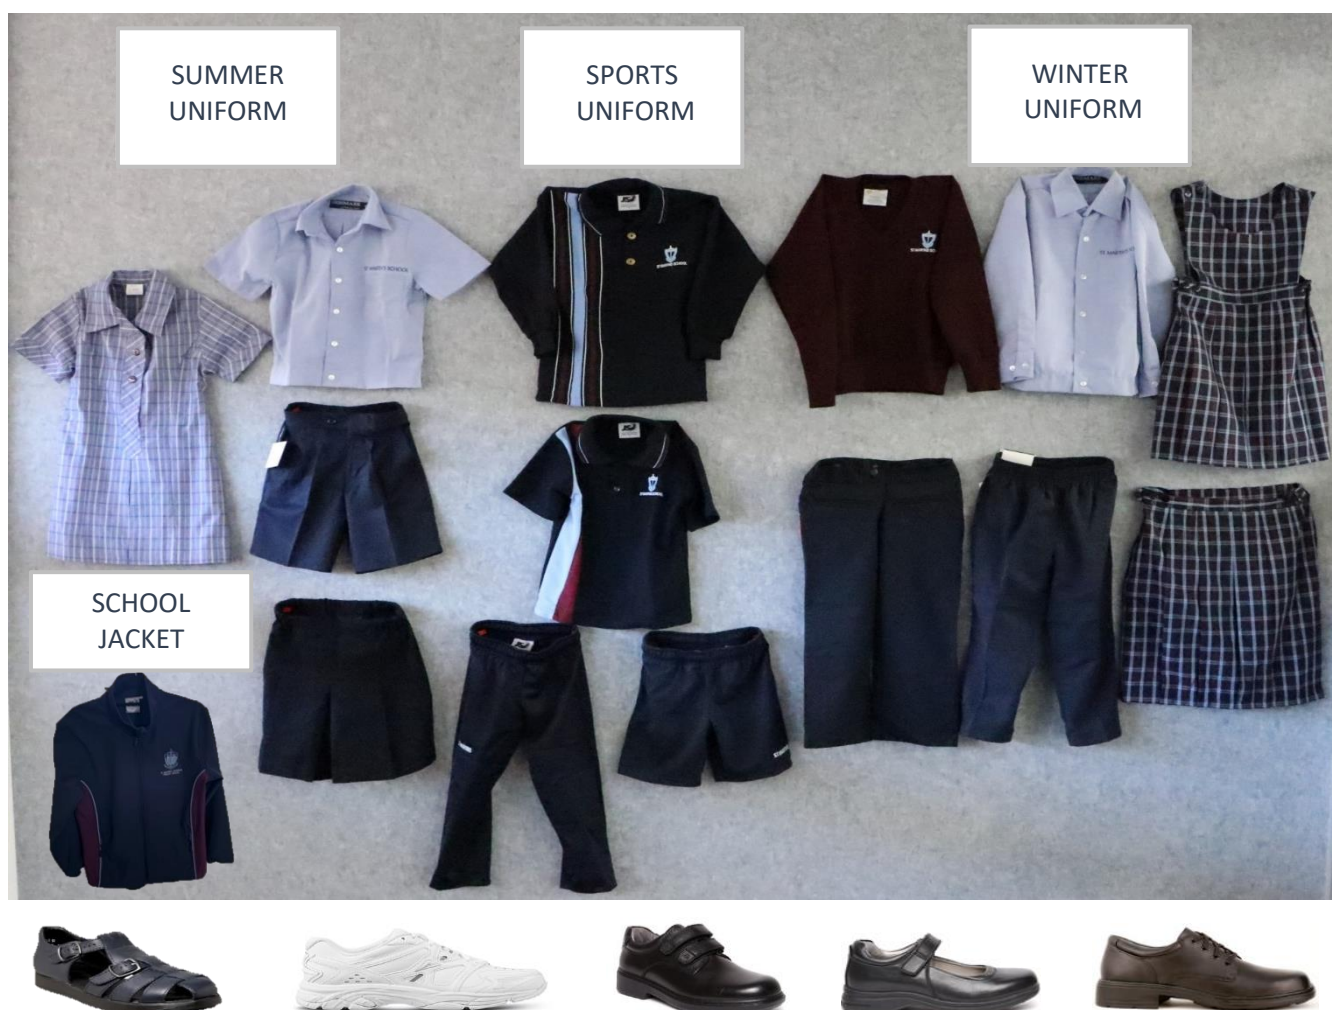 SUMMER
UNIFORM
SPORTS
UNIFORM
WINTER
UNIFORM
SCHOOL
JACKET